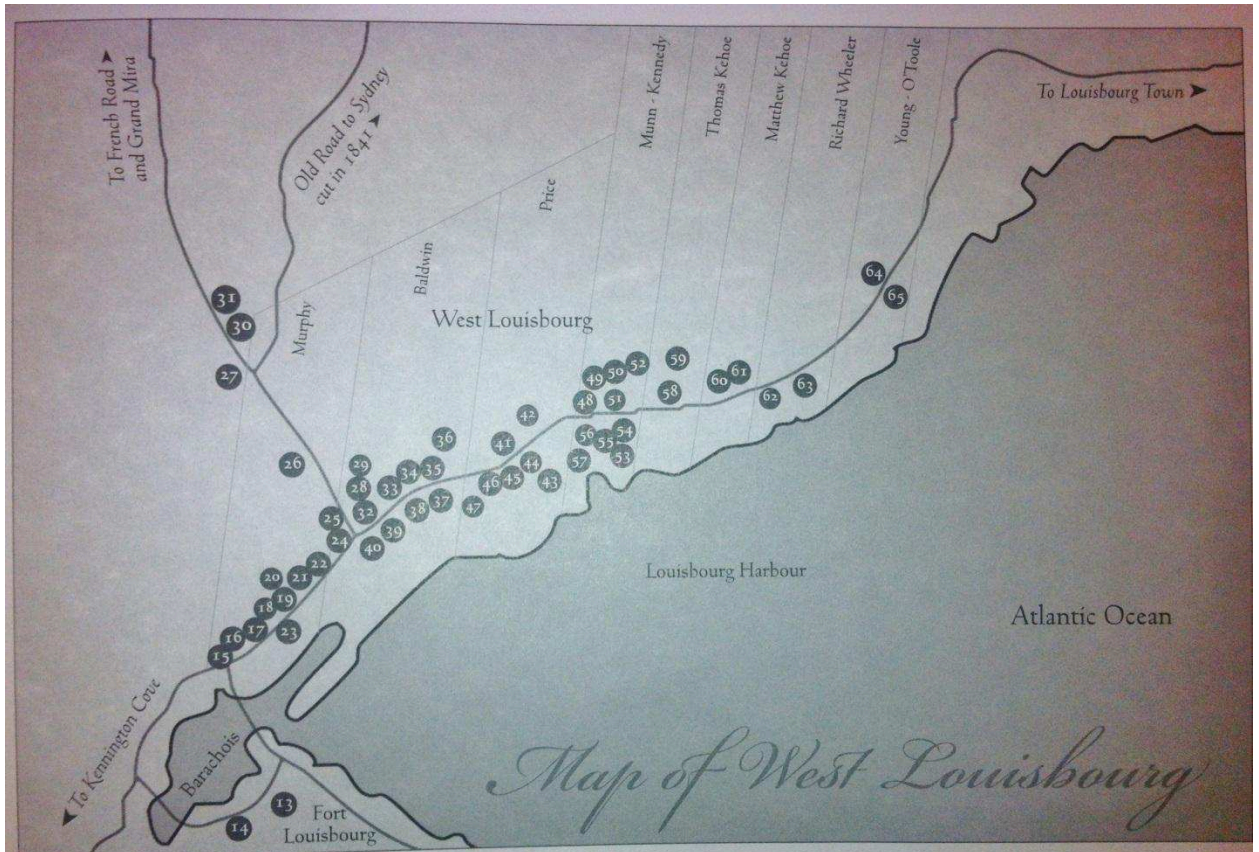 To French Road ➤
and Grand Mira
Old Road to Sydney
cut in 1841 ➤
Munn - Kennedy
Thomas Kehoe
Matthew Kehoe
Richard Wheeler
Young - O'Toole
To Louisbourg Town ➤
Murphy
Baldwin
Price
West Louisbourg
31
30
27
64
65
59
52
50
49
61
60
58
63
62
51
48
42
36
41
56
55
54
53
57
26
29
28
33
34
35
44
45
46
43
47
37
38
32
39
40
25
24
22
21
20
19
18
17
16
15
23
Louisbourg Harbour
Atlantic Ocean
◄ To Kennington Cove
Barachois
13
14
Fort
Louisbourg
Map of West Louisbourg